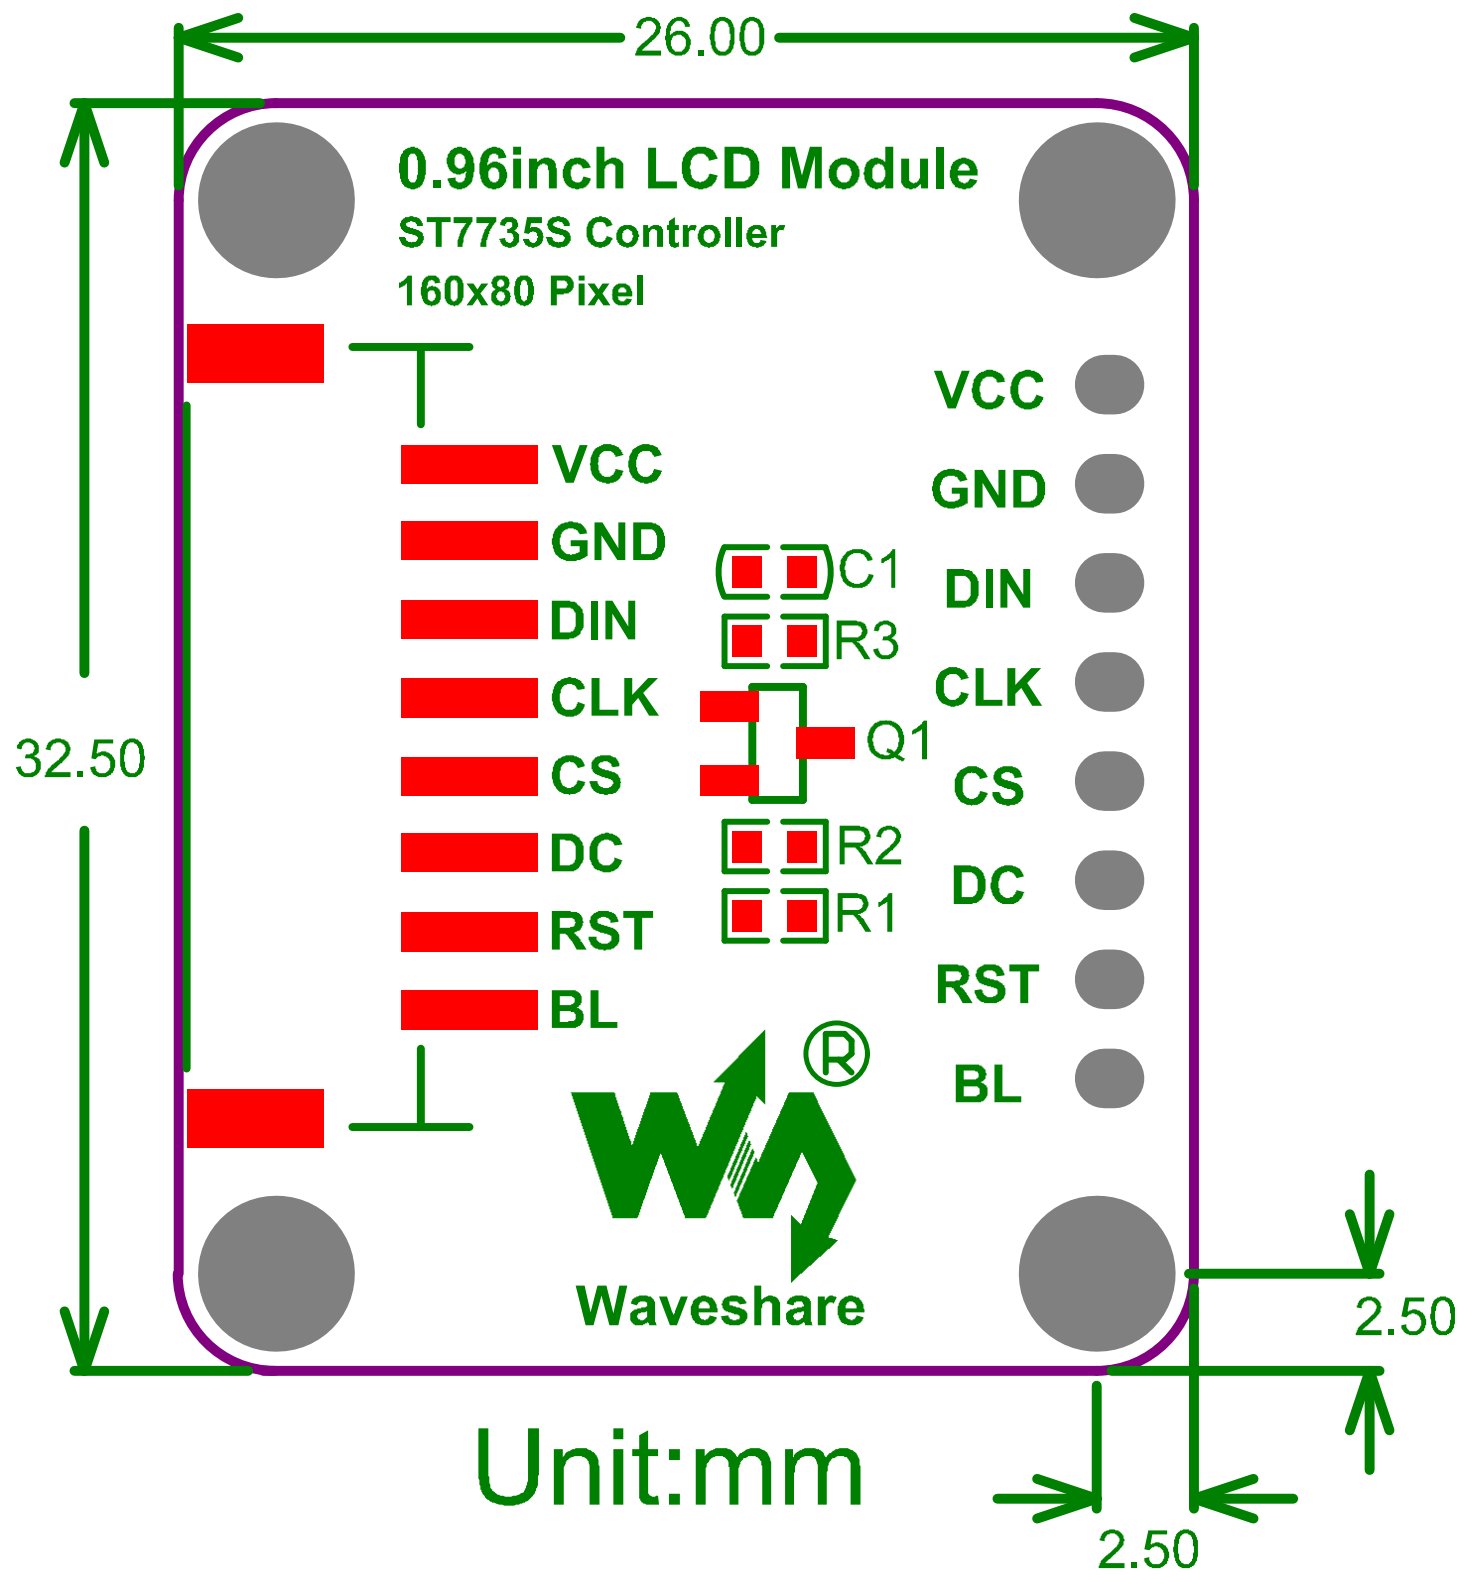 26.00
0.96inch LCD Module
ST7735S Controller
160x80 Pixel
32.50
VCC
GND
DIN
CLK
CS
DC
RST
BL
C1
R3
Q1
R2
R1
VCC
GND
DIN
CLK
CS
DC
RST
BL
®
Waveshare
2.50
Unit:mm
2.50